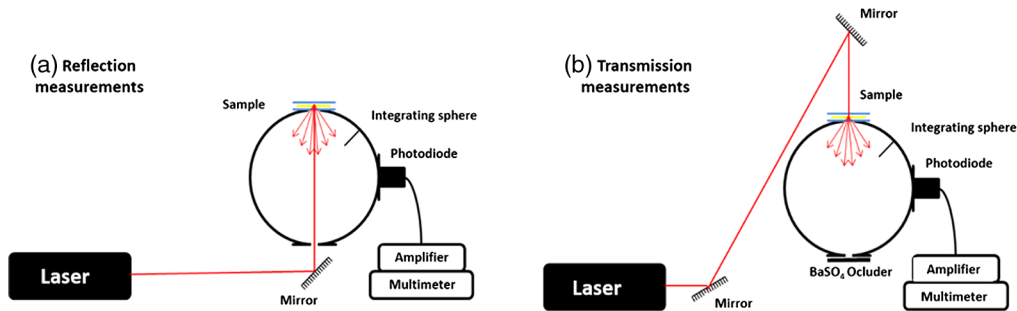 (a) Reflection
measurements
Sample
Integrating sphere
Photodiode
Laser
Mirror
Amplifier
Multimeter
(b) Transmission
measurements
Mirror
Sample
Integrating sphere
Photodiode
BaSO4 Ocluder
Laser
Mirror
Amplifier
Multimeter